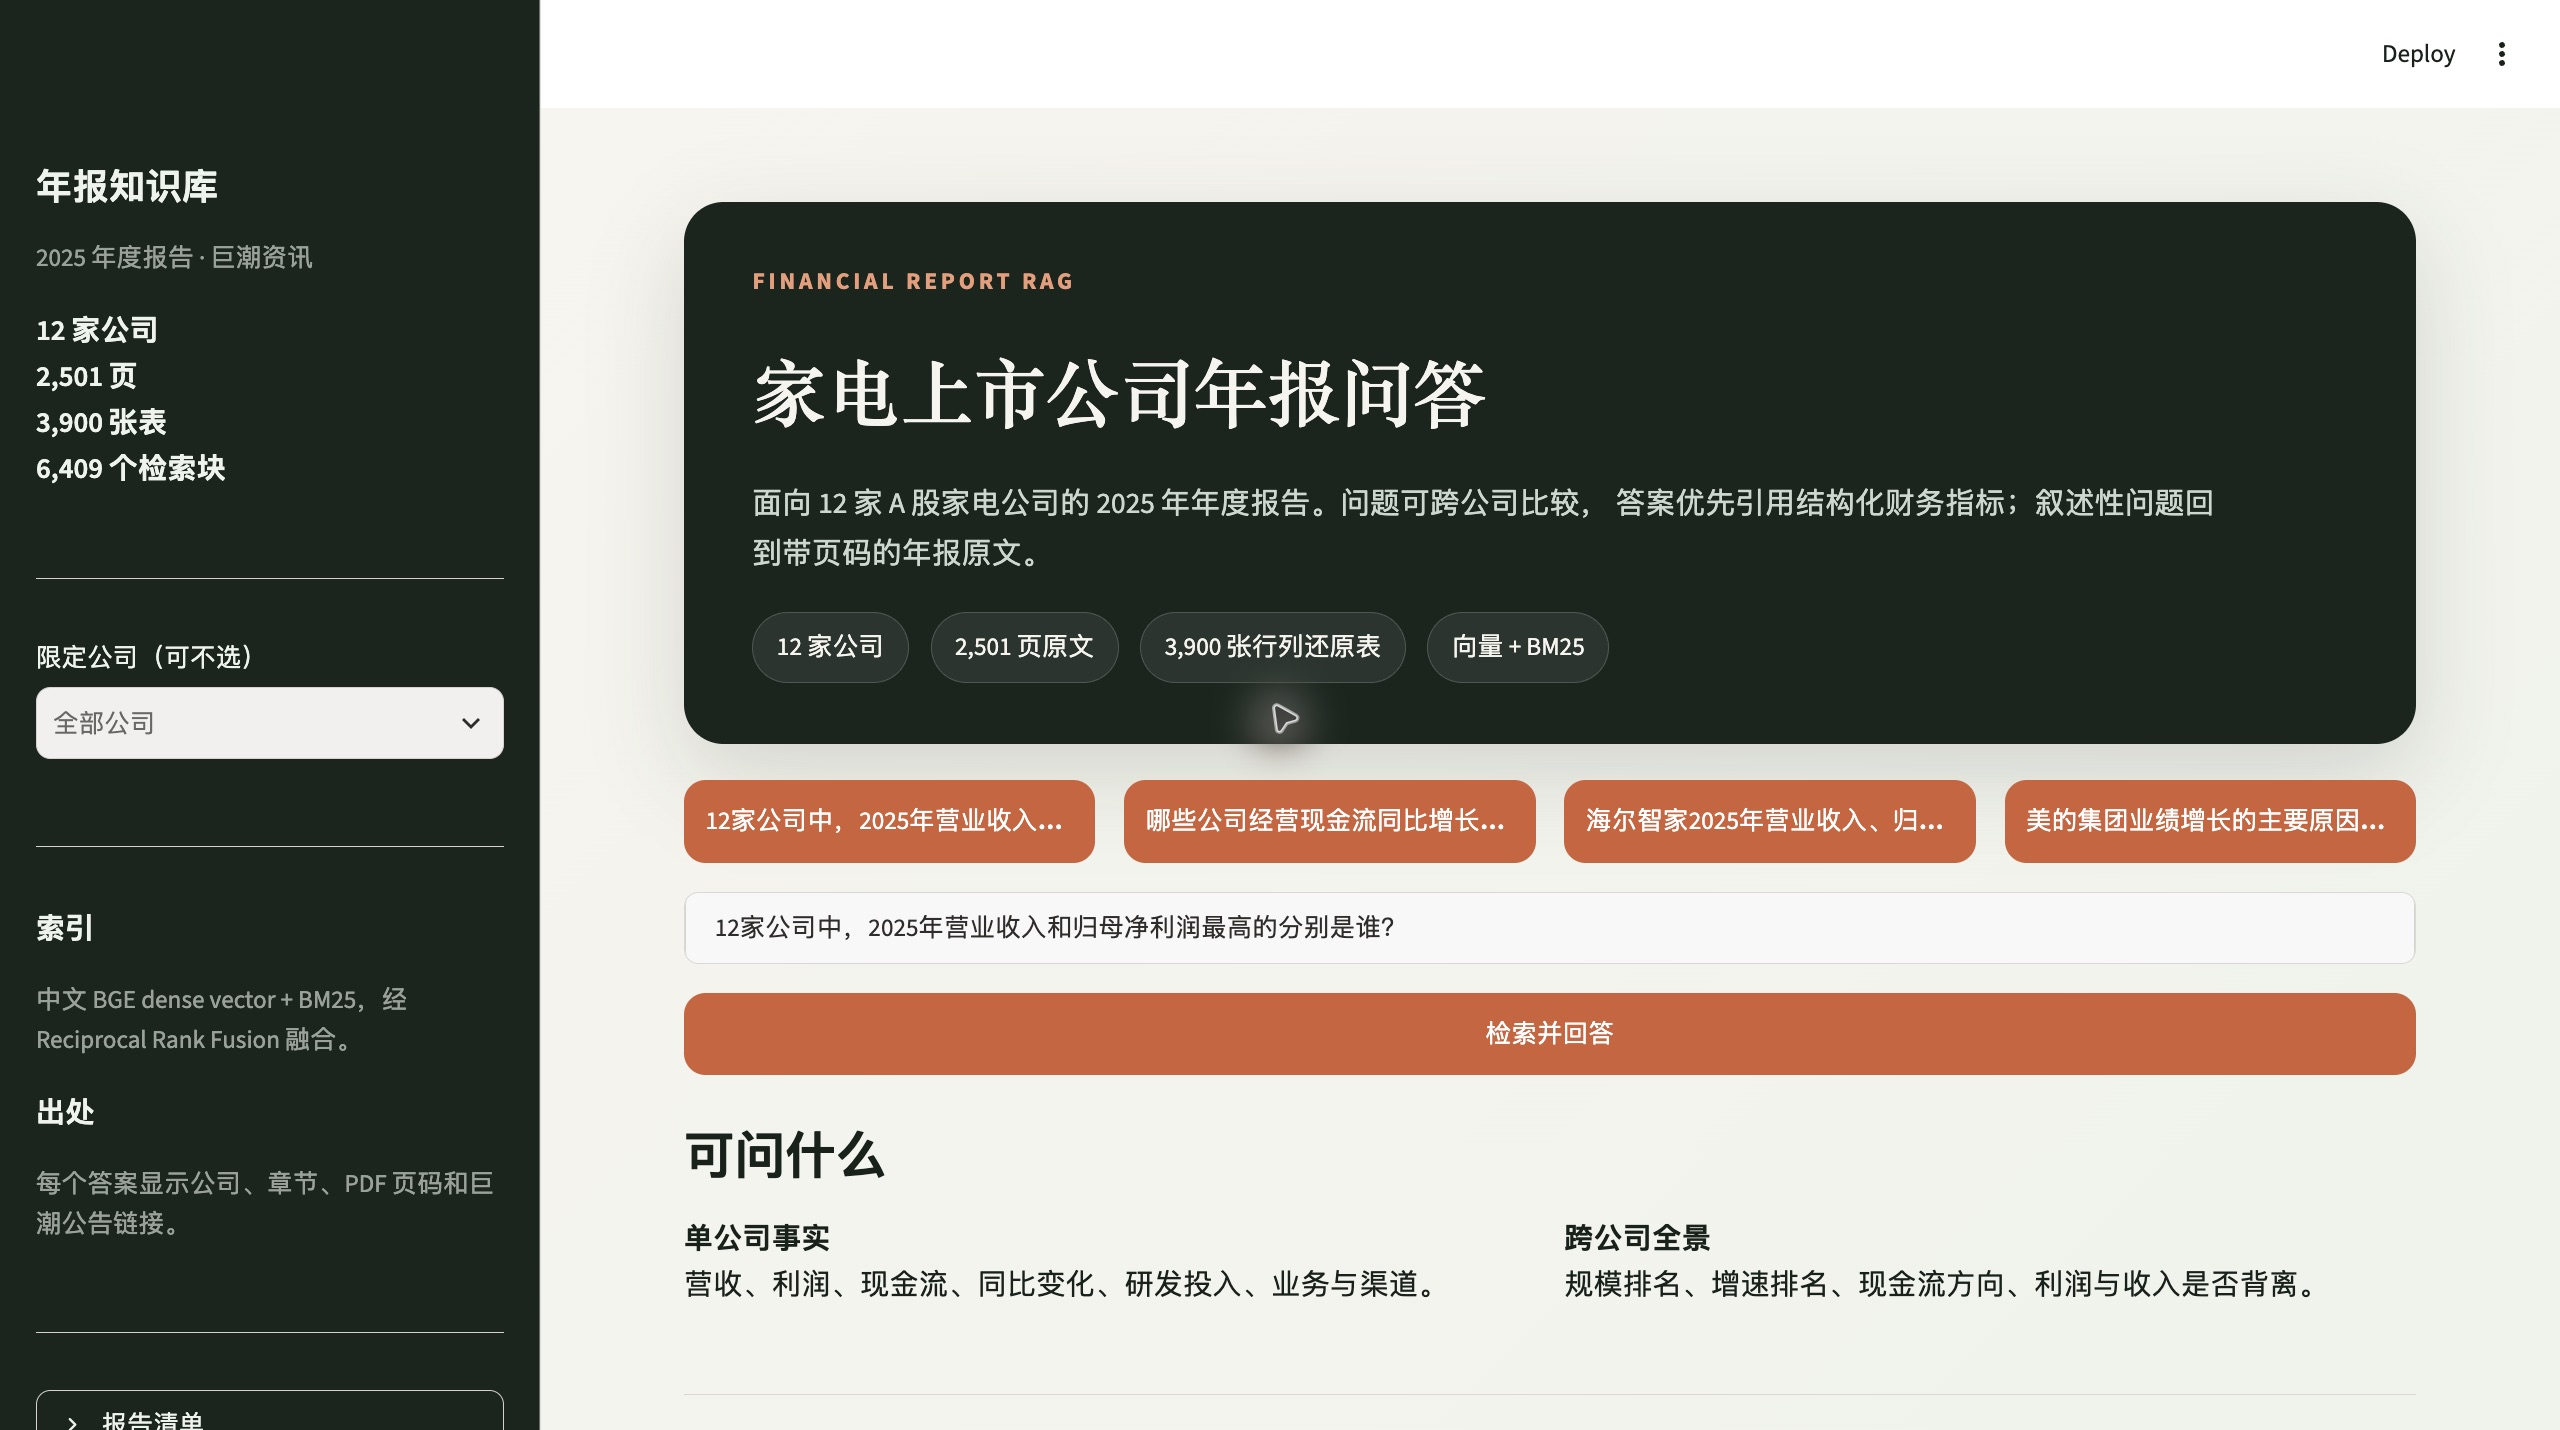 Deploy
年报知识库
2025 年度报告 · 巨潮资讯
12 家公司
2,501 页
3,900 张表
6,409 个检索块
限定公司（可不选）
全部公司
索引
中文 BGE dense vector + BM25，经
Reciprocal Rank Fusion 融合。
出处
每个答案显示公司、章节、PDF 页码和巨
潮公告链接。
报告清单
FINANCIAL REPORT RAG
家电上市公司年报问答
面向 12 家 A 股家电公司的 2025 年年度报告。问题可跨公司比较， 答案优先引用结构化财务指标；叙述性问题回
到带页码的年报原文。
12 家公司
2,501 页原文
3,900 张行列还原表
向量 + BM25
12家公司中，2025年营业收入...
哪些公司经营现金流同比增长...
海尔智家2025年营业收入、归...
美的集团业绩增长的主要原因...
12家公司中，2025年营业收入和归母净利润最高的分别是谁？
检索并回答
可问什么
单公司事实
营收、利润、现金流、同比变化、研发投入、业务与渠道。
跨公司全景
规模排名、增速排名、现金流方向、利润与收入是否背离。